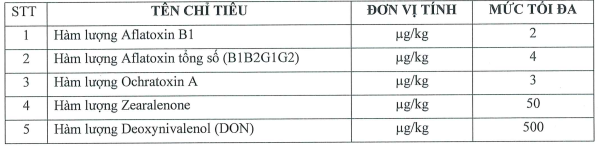 STT TÊN CHỈ TIÊU ĐƠN VỊ TÍNH MỨC TỐI ĐA
1 Hàm lượng Aflatoxin B1 µg/kg 2
2 Hàm lượng Aflatoxin tổng số (B1B2G1G2) µg/kg 4
3 Hàm lượng Ochratoxin A µg/kg 3
4 Hàm lượng Zearalenone µg/kg 50
5 Hàm lượng Deoxynivalenol (DON) µg/kg 500